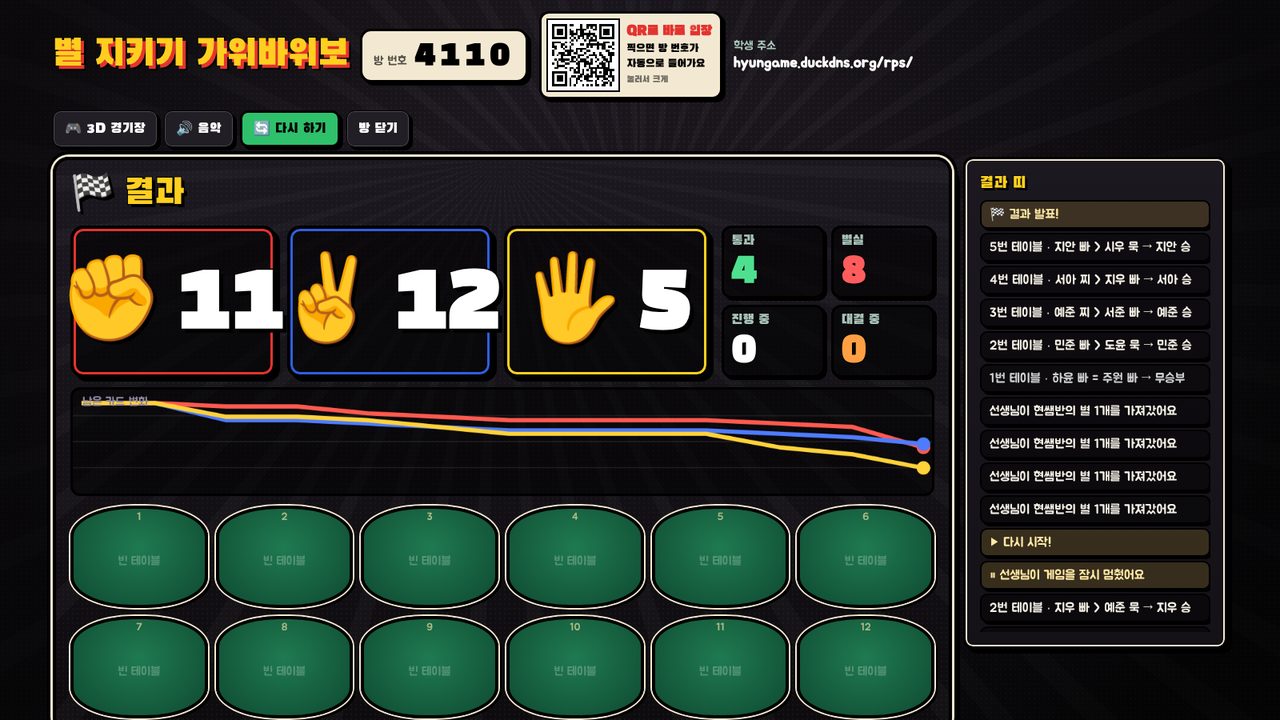 별 지키기 가위바위보
방 번호 4110
QR로 바로 입장
찍으면 방 번호가
자동으로 들어가요
눌러서 크게
학생 주소
hyungame.duckdns.org/rps/
3D 경기장
음악
다시 하기
방 닫기
결과
11
12
5
통과
4
별실
8
진행 중
0
대결 중
0
남은 카드 변화
1
빈 테이블
2
빈 테이블
3
빈 테이블
4
빈 테이블
5
빈 테이블
6
빈 테이블
7
빈 테이블
8
빈 테이블
9
빈 테이블
10
빈 테이블
11
빈 테이블
12
빈 테이블
결과 띠
결과 발표!
5번 테이블 · 지안 빠 > 시우 묵 → 지안 승
4번 테이블 · 서아 찌 > 지우 빠 → 서아 승
3번 테이블 · 예준 찌 > 서준 빠 → 예준 승
2번 테이블 · 민준 빠 > 도윤 묵 → 민준 승
1번 테이블 · 하윤 빠 = 주원 빠 → 무승부
선생님이 현쌤반의 별 1개를 가져갔어요
선생님이 현쌤반의 별 1개를 가져갔어요
선생님이 현쌤반의 별 1개를 가져갔어요
선생님이 현쌤반의 별 1개를 가져갔어요
▶ 다시 시작!
⏸ 선생님이 게임을 잠시 멈췄어요
2번 테이블 · 지우 빠 > 예준 묵 → 지우 승